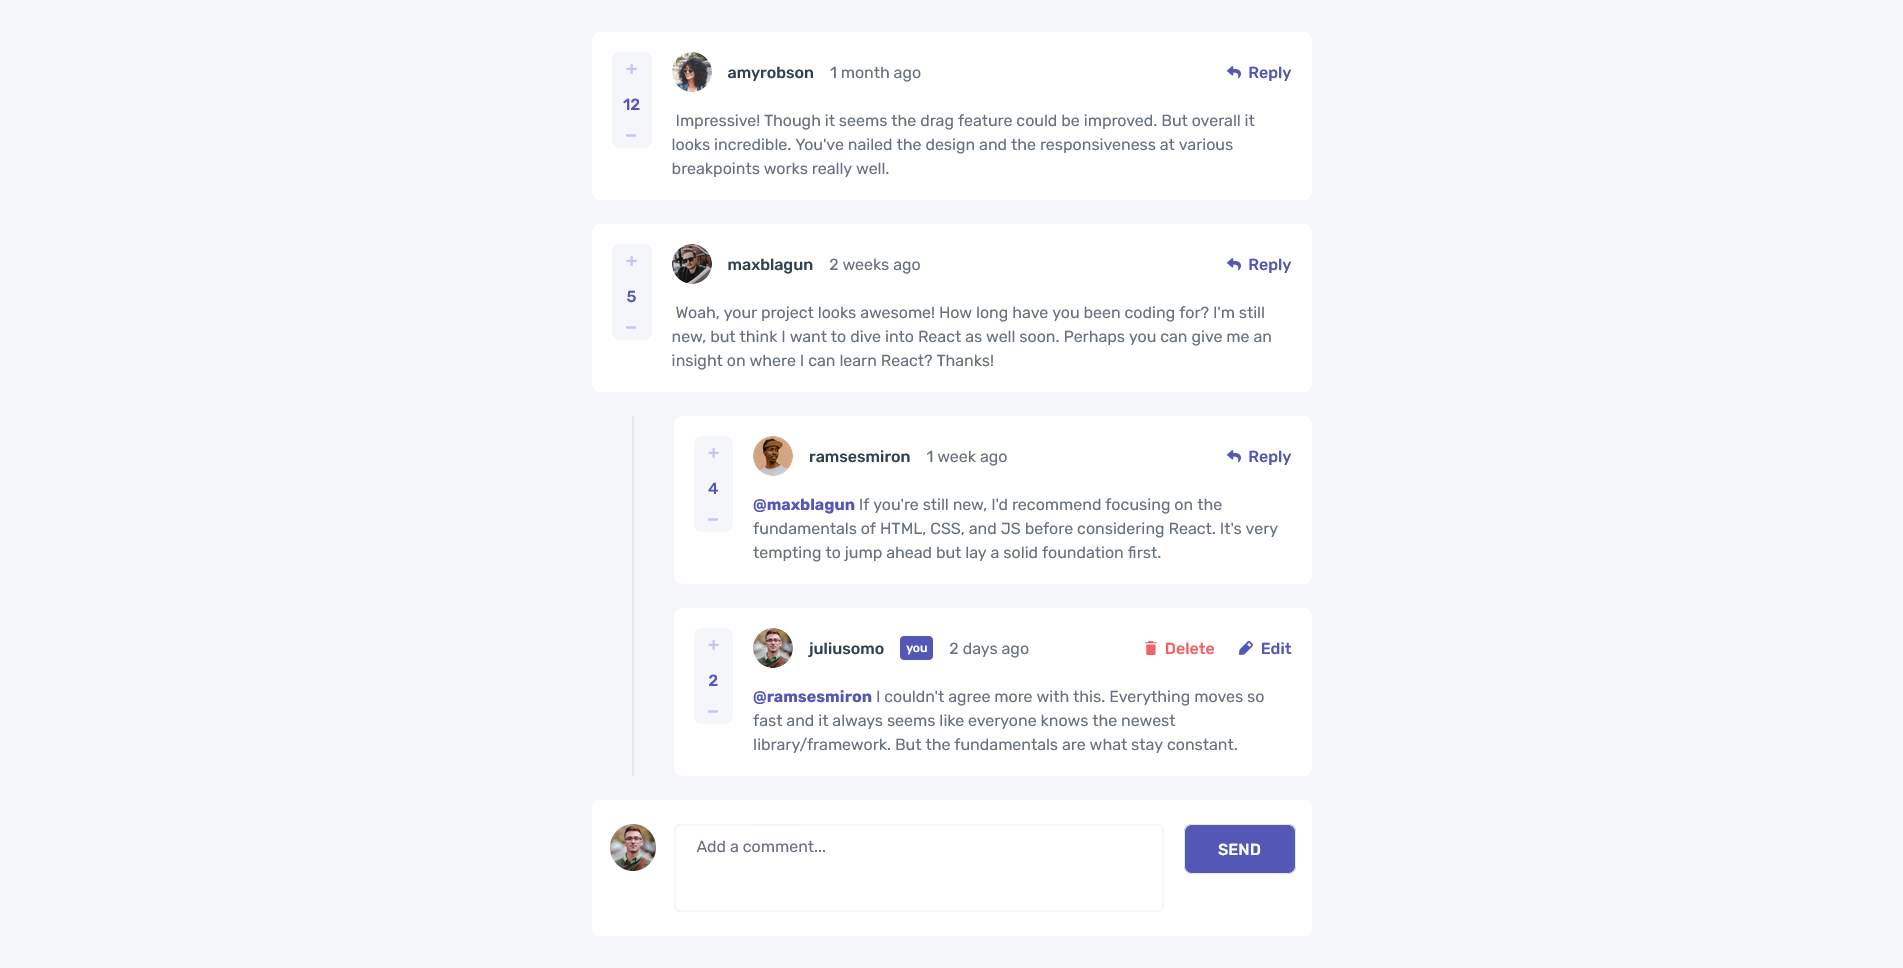 +
12
−
amyrobson 1 month ago Reply
Impressive! Though it seems the drag feature could be improved. But overall it
looks incredible. You've nailed the design and the responsiveness at various
breakpoints works really well.
+
5
−
maxblagun 2 weeks ago Reply
Woah, your project looks awesome! How long have you been coding for? I'm still
new, but think I want to dive into React as well soon. Perhaps you can give me an
insight on where I can learn React? Thanks!
+
4
−
ramsesmiron 1 week ago Reply
@maxblagun If you're still new, I'd recommend focusing on the
fundamentals of HTML, CSS, and JS before considering React. It's very
tempting to jump ahead but lay a solid foundation first.
+
2
−
juliusomo you 2 days ago Delete Edit
@ramsesmiron I couldn't agree more with this. Everything moves so
fast and it always seems like everyone knows the newest
library/framework. But the fundamentals are what stay constant.
Add a comment...
SEND